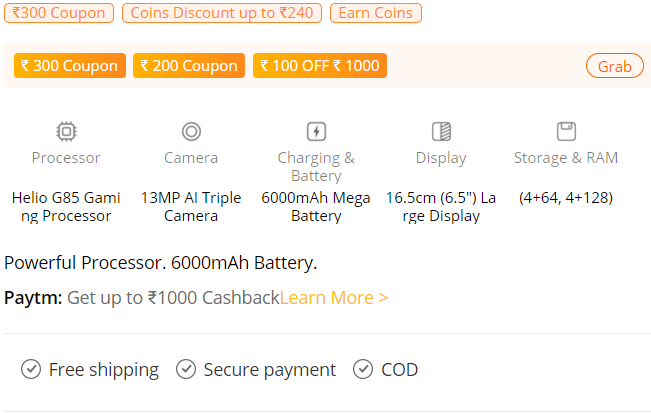 ₹300 Coupon Coins Discount up to ₹240 Earn Coins
₹ 300 Coupon ₹ 200 Coupon ₹ 100 OFF ₹ 1000 Grab
Processor Camera Charging & Battery Display Storage & RAM
Helio G85 Gaming Processor 13MP AI Triple Camera 6000mAh Mega Battery 16.5cm (6.5") Large Display (4+64, 4+128)
Powerful Processor. 6000mAh Battery.
Paytm: Get up to ₹1000 CashbackLearn More >
Free shipping Secure payment COD